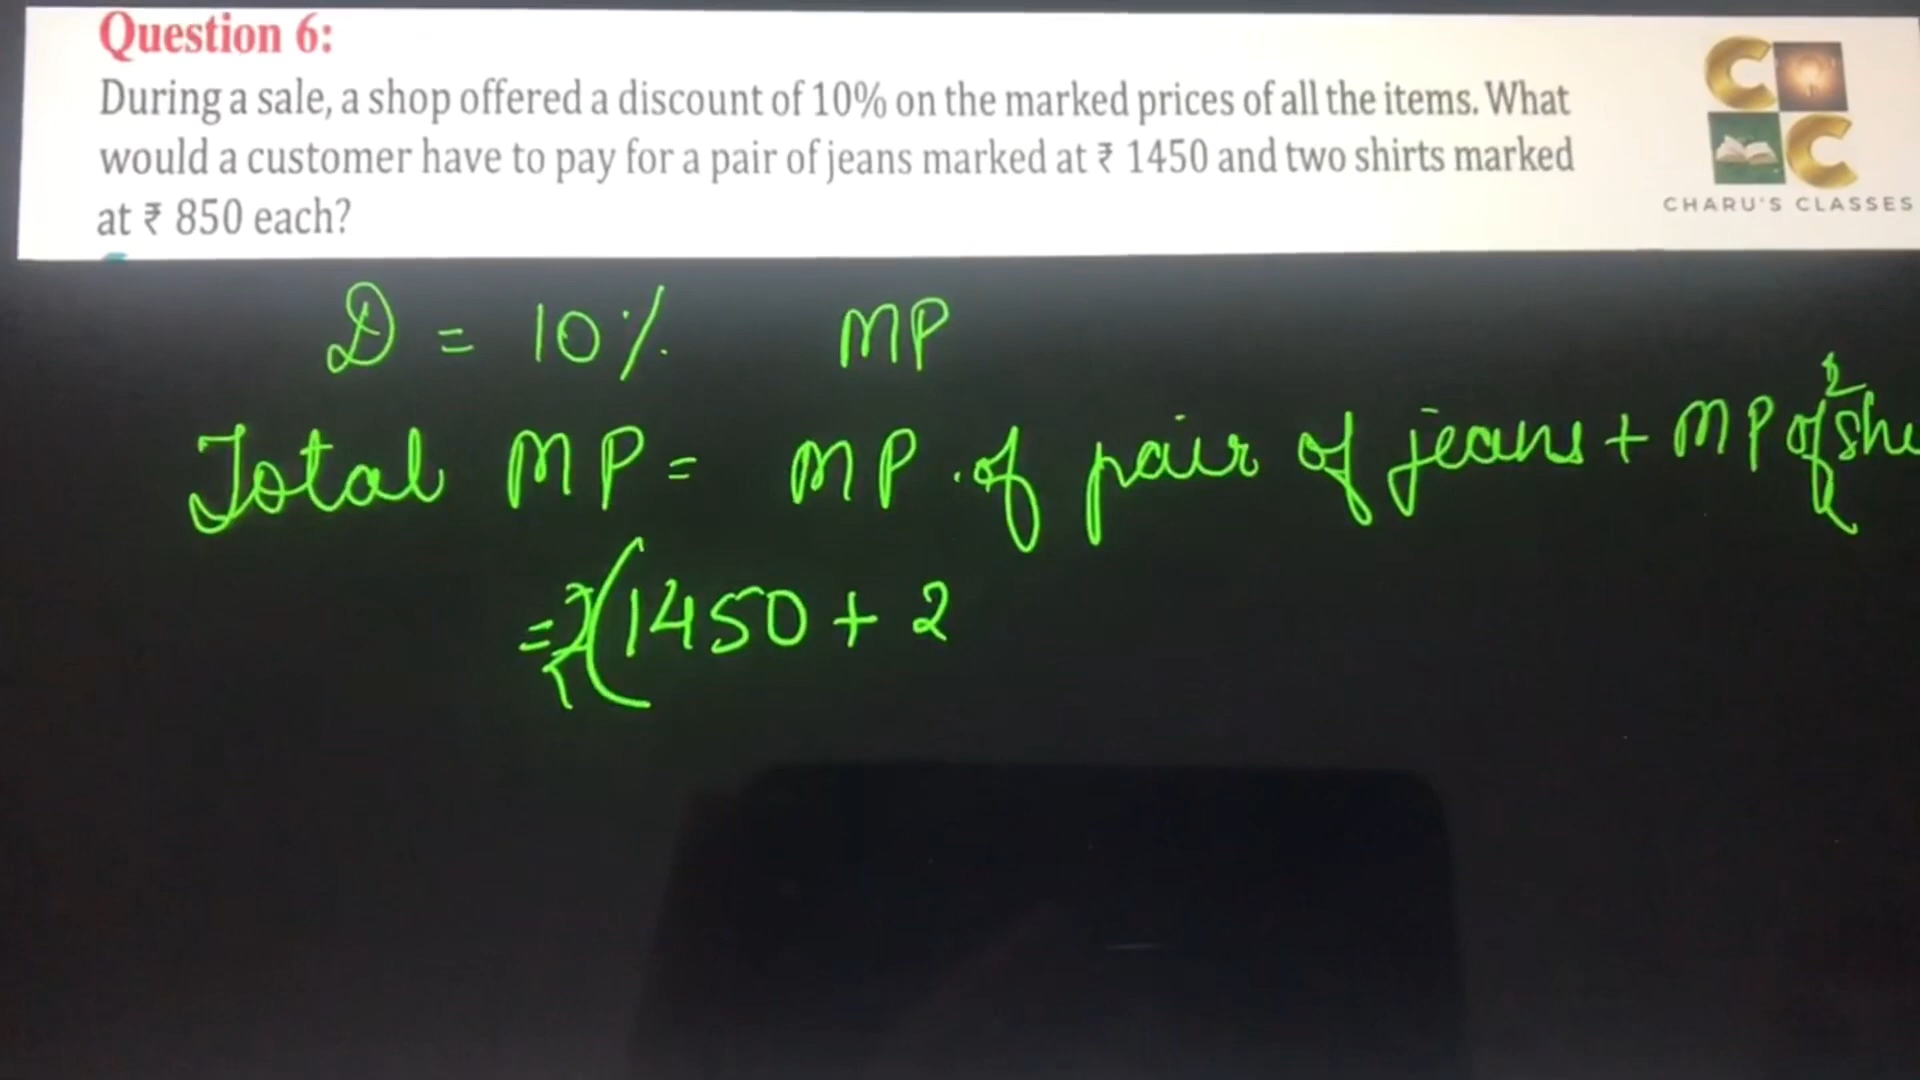 Question 6:
During a sale, a shop offered a discount of 10% on the marked prices of all the items. What
would a customer have to pay for a pair of jeans marked at ₹ 1450 and two shirts marked
at ₹ 850 each?
CHARU'S CLASSES
D = 10% MP
Total MP = MP of pair of jeans + MP of 2
= ₹(1450 + 2